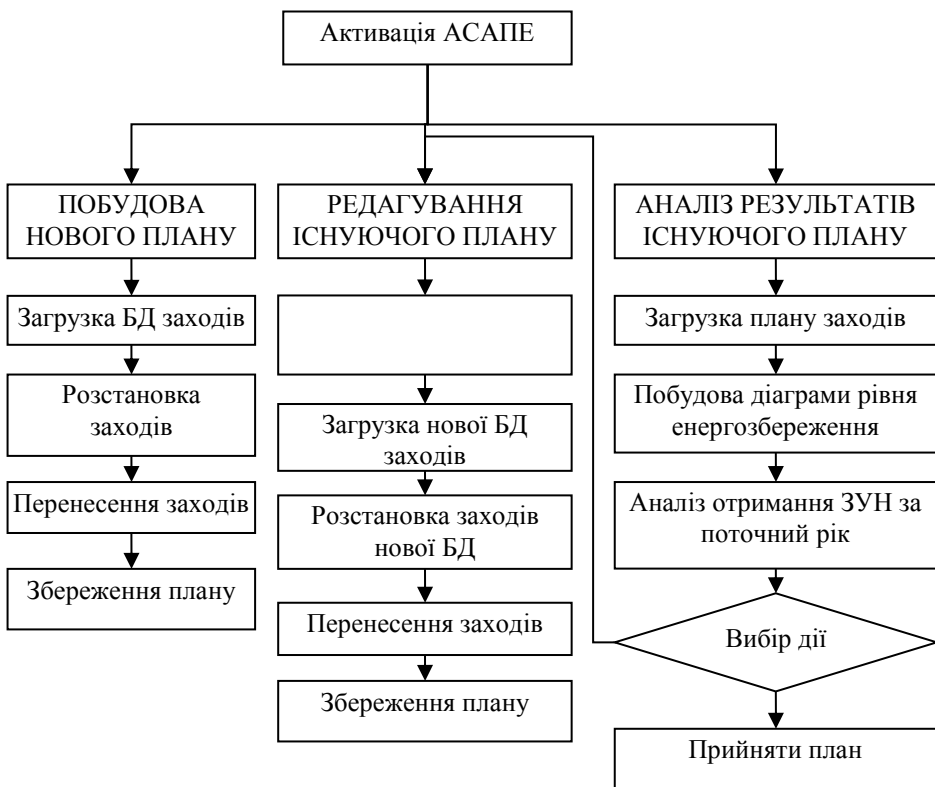 Активація АСАПЕ
ПОБУДОВА
НОВОГО ПЛАНУ
Загрузка БД заходів
Розстановка
заходів
Перенесення заходів
Збереження плану
РЕДАГУВАННЯ
ІСНУЮЧОГО ПЛАНУ
Загрузка нової БД
заходів
Розстановка заходів
нової БД
Перенесення заходів
Збереження плану
АНАЛІЗ РЕЗУЛЬТАТІВ
ІСНУЮЧОГО ПЛАНУ
Загрузка плану заходів
Побудова діаграми рівня
енергозбереження
Аналіз отримання ЗУН за
поточний рік
Вибір дії
Прийняти план